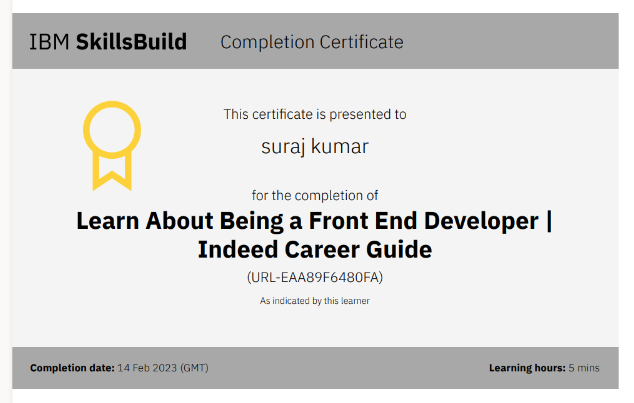 IBM SkillsBuild Completion Certificate
This certificate is presented to
suraj kumar
for the completion of
Learn About Being a Front End Developer |
Indeed Career Guide
(URL-EAA89F6480FA)
As indicated by this learner
Completion date: 14 Feb 2023 (GMT) Learning hours: 5 mins